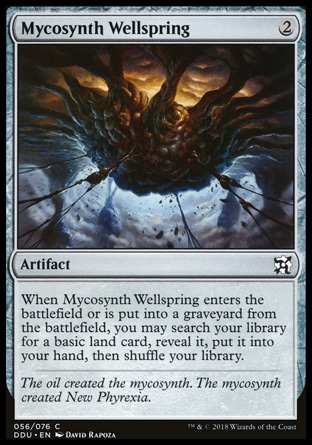 Mycosynth Wellspring 2
Artifact
When Mycosynth Wellspring enters the
battlefield or is put into a graveyard from
the battlefield, you may search your library
for a basic land card, reveal it, put it into
your hand, then shuffle your library.
The oil created the mycosynth. The mycosynth
created New Phyrexia.
056/076 C
DDU • EN David Rapoza
™ & © 2018 Wizards of the Coast